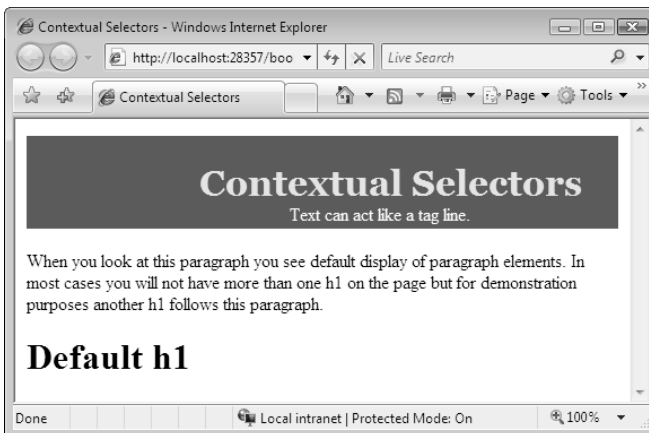 Contextual Selectors - Windows Internet Explorer
http://localhost:28357/boo
Live Search
Contextual Selectors
Page
Tools
Contextual Selectors
Text can act like a tag line.
When you look at this paragraph you see default display of paragraph elements. In
most cases you will not have more than one h1 on the page but for demonstration
purposes another h1 follows this paragraph.
Default h1
Done
Local intranet | Protected Mode: On
100%